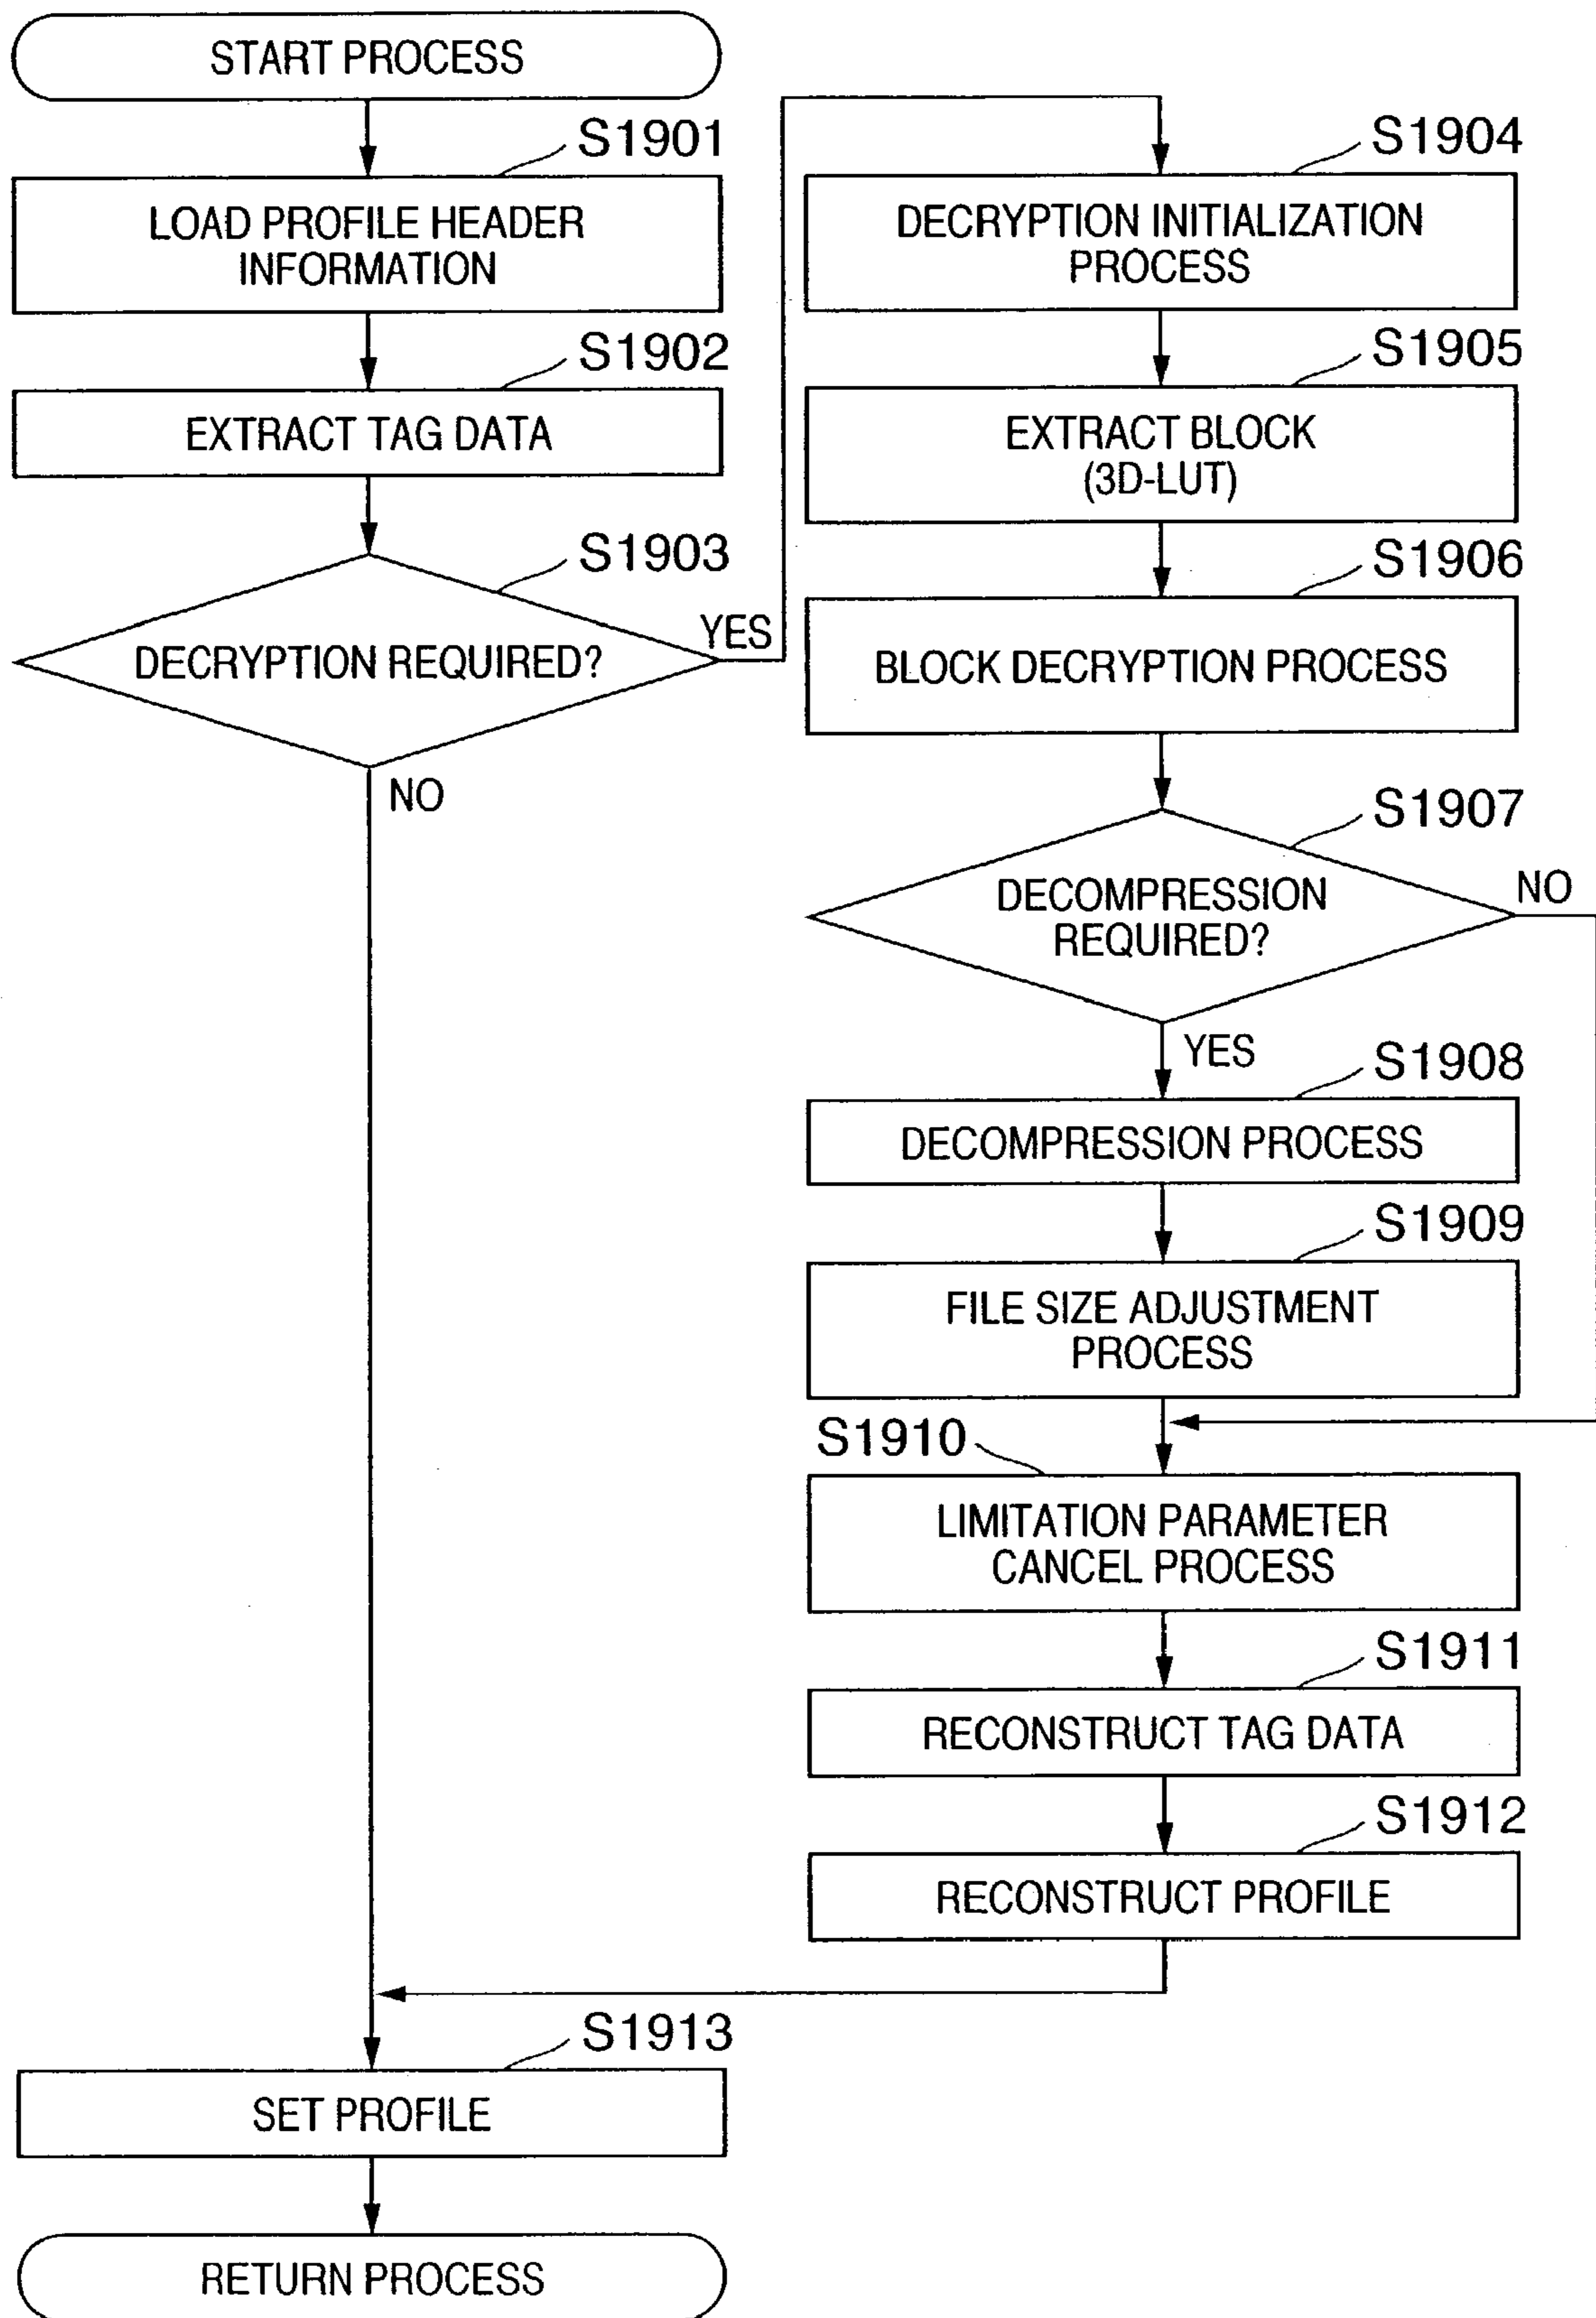 START PROCESS
S1901
LOAD PROFILE HEADER
INFORMATION
S1902
EXTRACT TAG DATA
S1903
DECRYPTION REQUIRED?
YES
NO
S1904
DECRYPTION INITIALIZATION
PROCESS
S1905
EXTRACT BLOCK
(3D-LUT)
S1906
BLOCK DECRYPTION PROCESS
S1907
DECOMPRESSION
REQUIRED?
NO
YES
S1908
DECOMPRESSION PROCESS
S1909
FILE SIZE ADJUSTMENT
PROCESS
S1910
LIMITATION PARAMETER
CANCEL PROCESS
S1911
RECONSTRUCT TAG DATA
S1912
RECONSTRUCT PROFILE
S1913
SET PROFILE
RETURN PROCESS